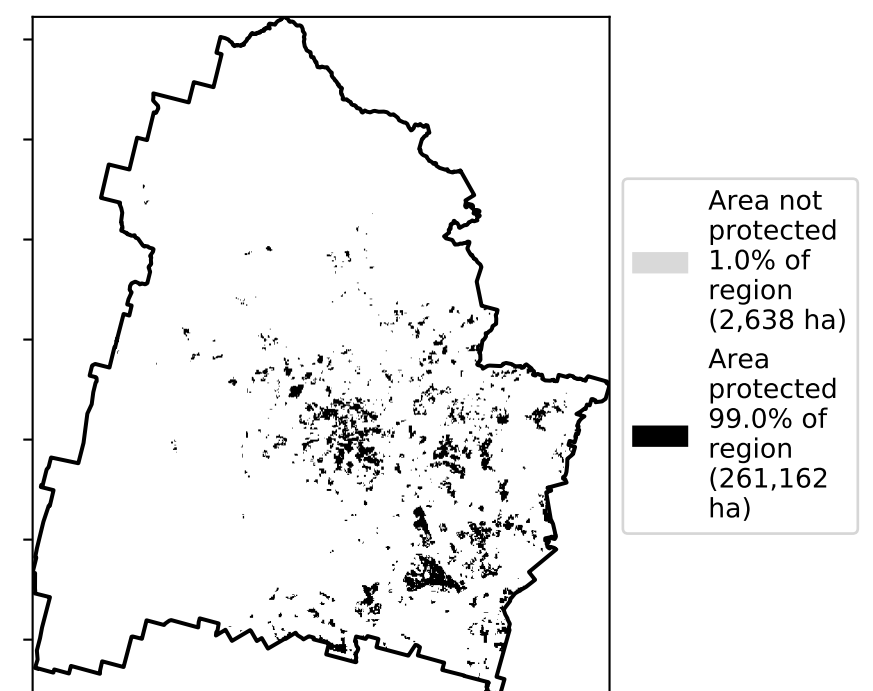 Area not
protected
1.0% of
region
(2,638 ha)
Area
protected
99.0% of
region
(261,162
ha)